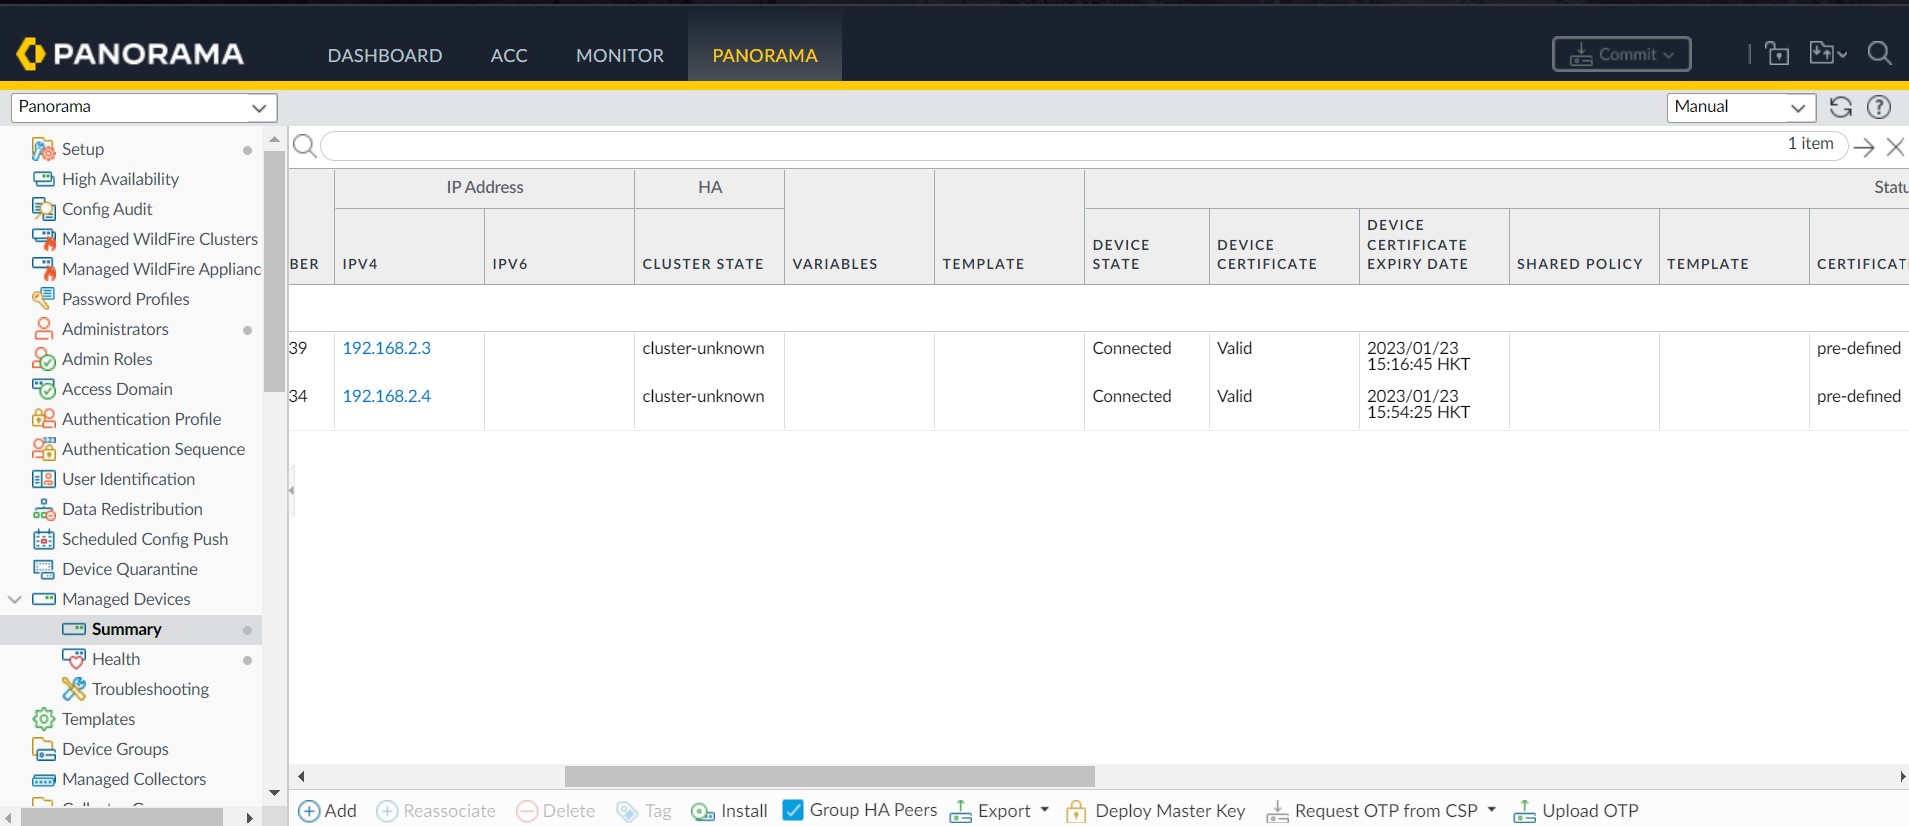 PANORAMA
DASHBOARD
ACC
MONITOR
PANORAMA
Commit
Panorama
Manual
Setup
High Availability
Config Audit
Managed WildFire Clusters
Managed WildFire Applianc
Password Profiles
Administrators
Admin Roles
Access Domain
Authentication Profile
Authentication Sequence
User Identification
Data Redistribution
Scheduled Config Push
Device Quarantine
Managed Devices
Summary
Health
Troubleshooting
Templates
Device Groups
Managed Collectors
1 item
IP Address
HA
Statu
BER
IPV4
IPV6
CLUSTER STATE
VARIABLES
TEMPLATE
DEVICE STATE
DEVICE CERTIFICATE
DEVICE CERTIFICATE EXPIRY DATE
SHARED POLICY
TEMPLATE
CERTIFICAT
39 192.168.2.3 cluster-unknown Connected Valid 2023/01/23 15:16:45 HKT pre-defined
34 192.168.2.4 cluster-unknown Connected Valid 2023/01/23 15:54:25 HKT pre-defined
Add
Reassociate
Delete
Tag
Install
Group HA Peers
Export
Deploy Master Key
Request OTP from CSP
Upload OTP